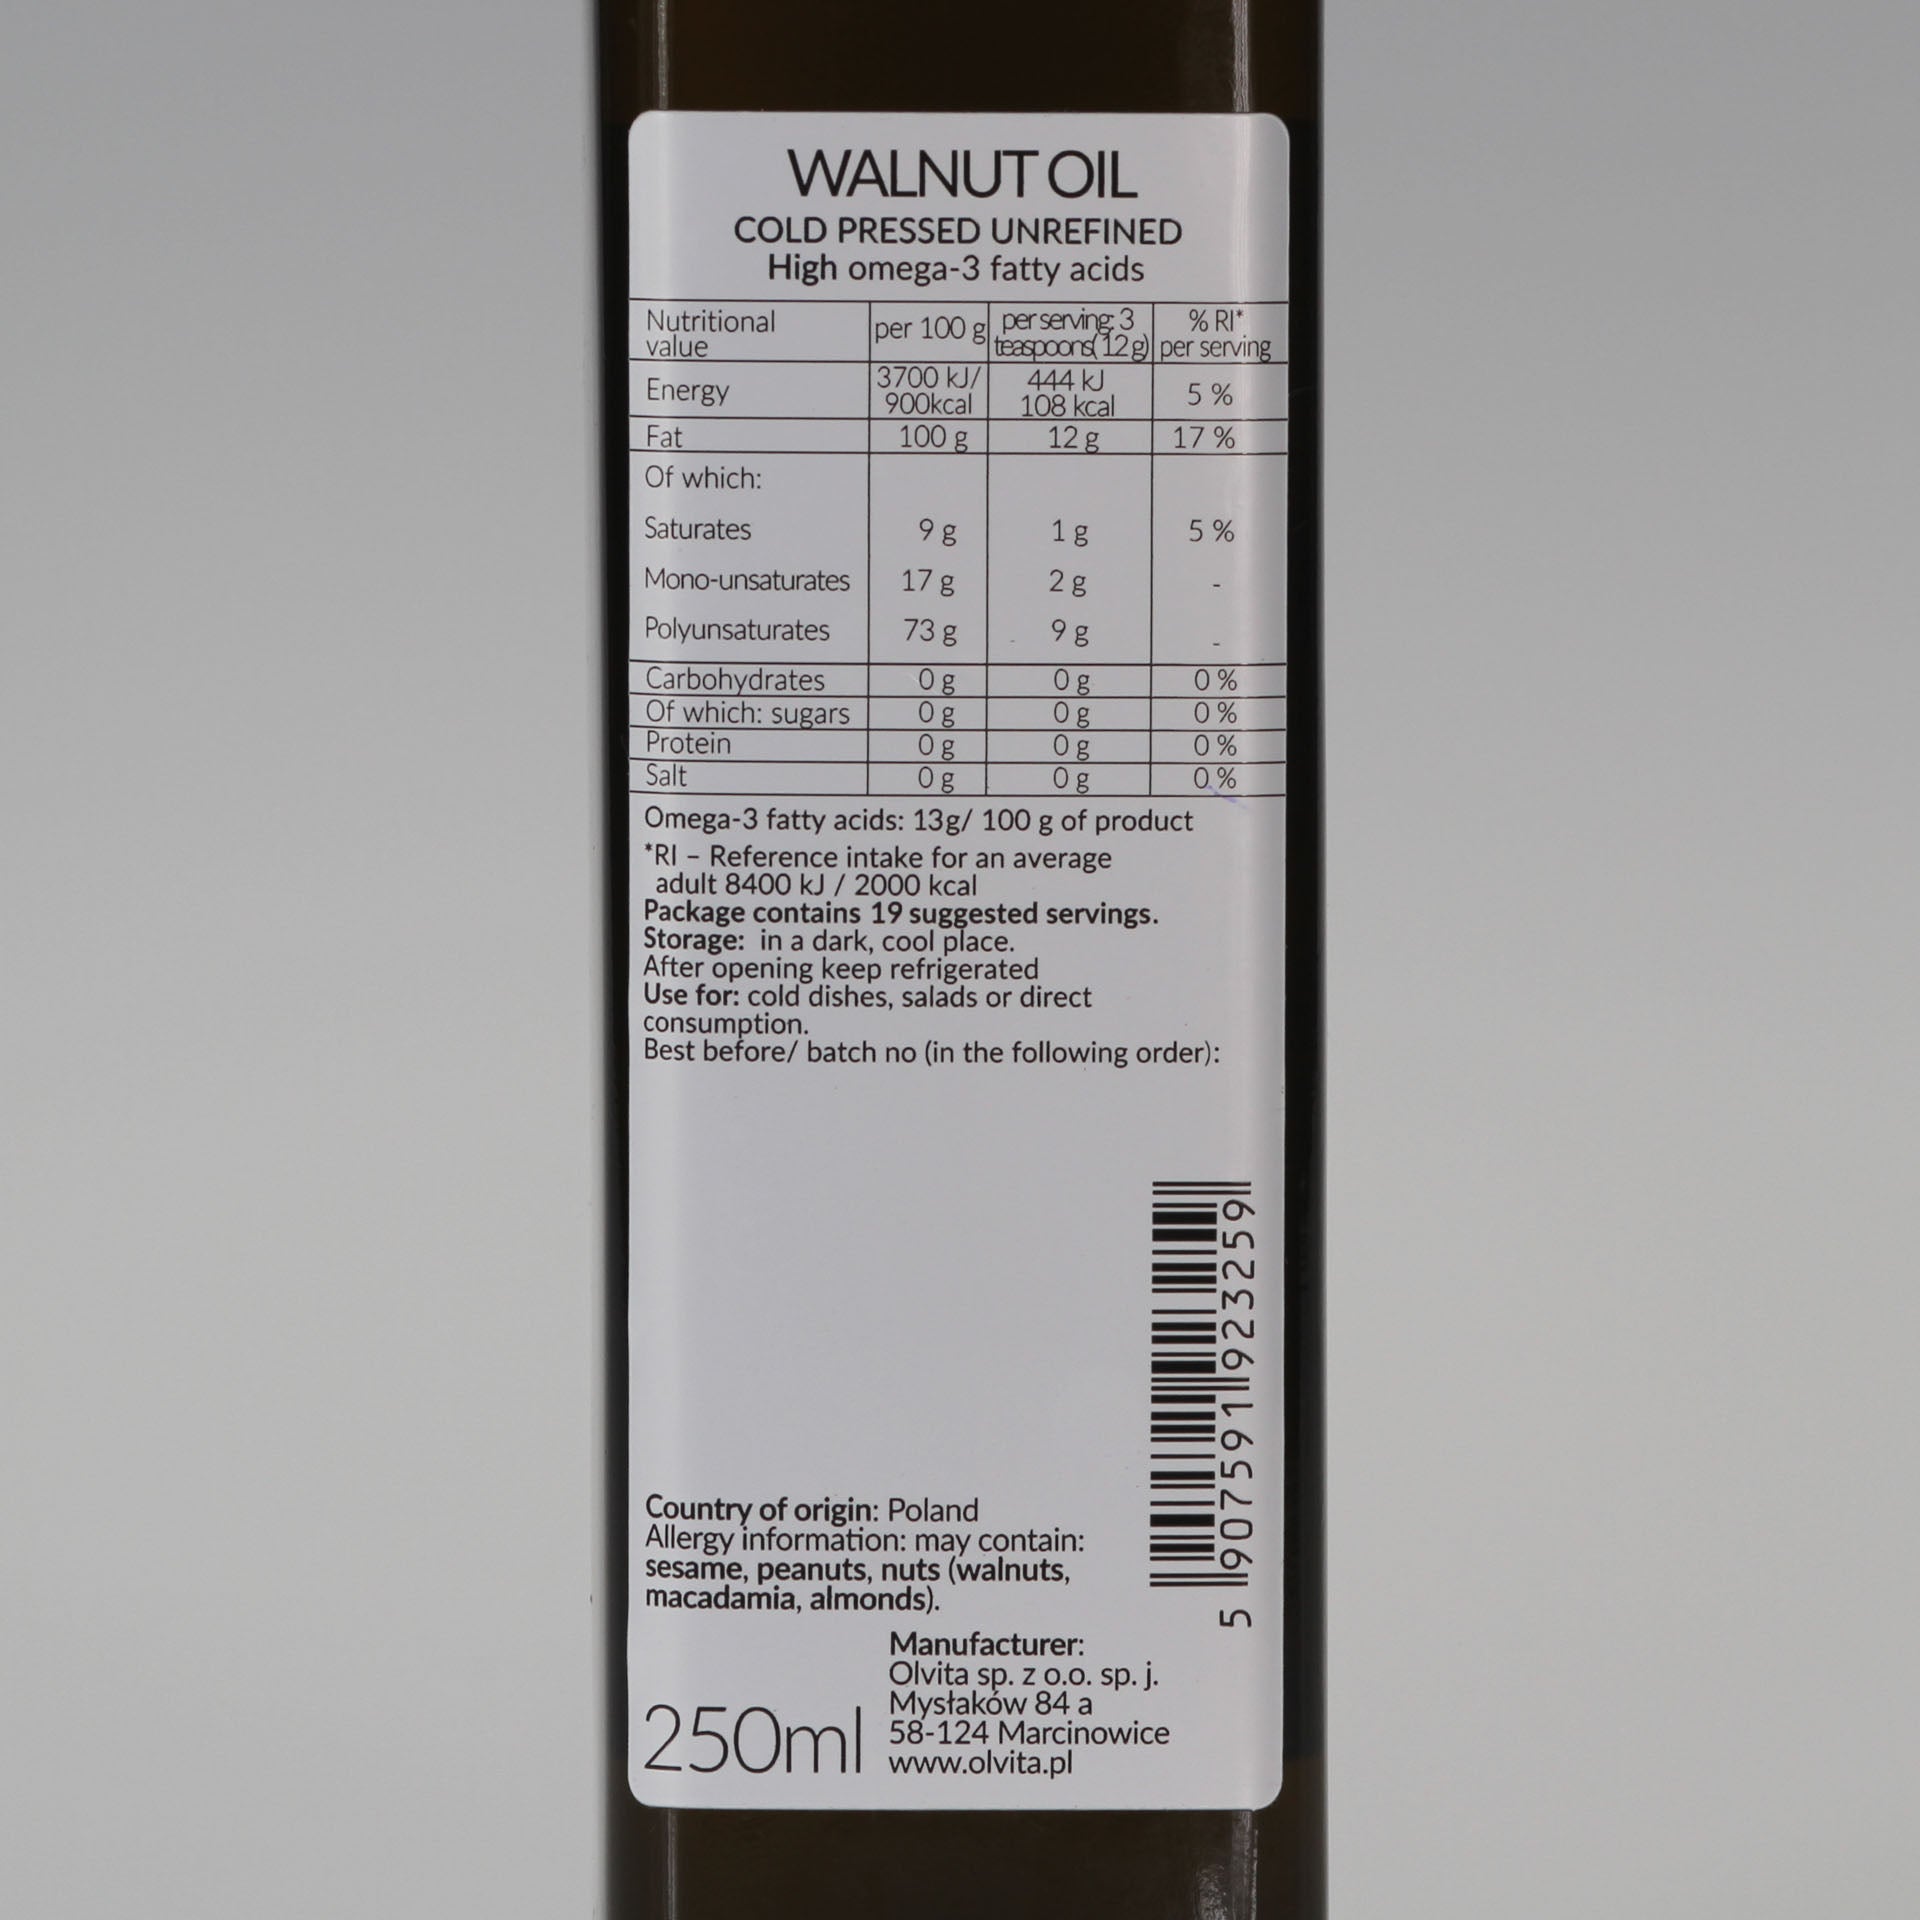 WALNUT OIL
COLD PRESSED UNREFINED
High omega-3 fatty acids
Nutritional value per 100 g per serving: 3 teaspoons( 12 g) % RI* per serving
Energy 3700 kJ/ 900kcal 444 kJ 108 kcal 5 %
Fat 100 g 12 g 17 %
Of which:
Saturates 9 g 1 g 5 %
Mono-unsaturates 17 g 2 g -
Polyunsaturates 73 g 9 g -
Carbohydrates 0 g 0 g 0 %
Of which: sugars 0 g 0 g 0 %
Protein 0 g 0 g 0 %
Salt 0 g 0 g 0 %
Omega-3 fatty acids: 13g/ 100 g of product
*RI – Reference intake for an average
adult 8400 kJ / 2000 kcal
Package contains 19 suggested servings.
Storage: in a dark, cool place.
After opening keep refrigerated
Use for: cold dishes, salads or direct
consumption.
Best before/ batch no (in the following order):
5 907591 923259
Country of origin: Poland
Allergy information: may contain:
sesame, peanuts, nuts (walnuts,
macadamia, almonds).
Manufacturer:
Olvita sp. z o.o. sp. j.
Mysłaków 84 a
58-124 Marcinowice
www.olvita.pl
250ml